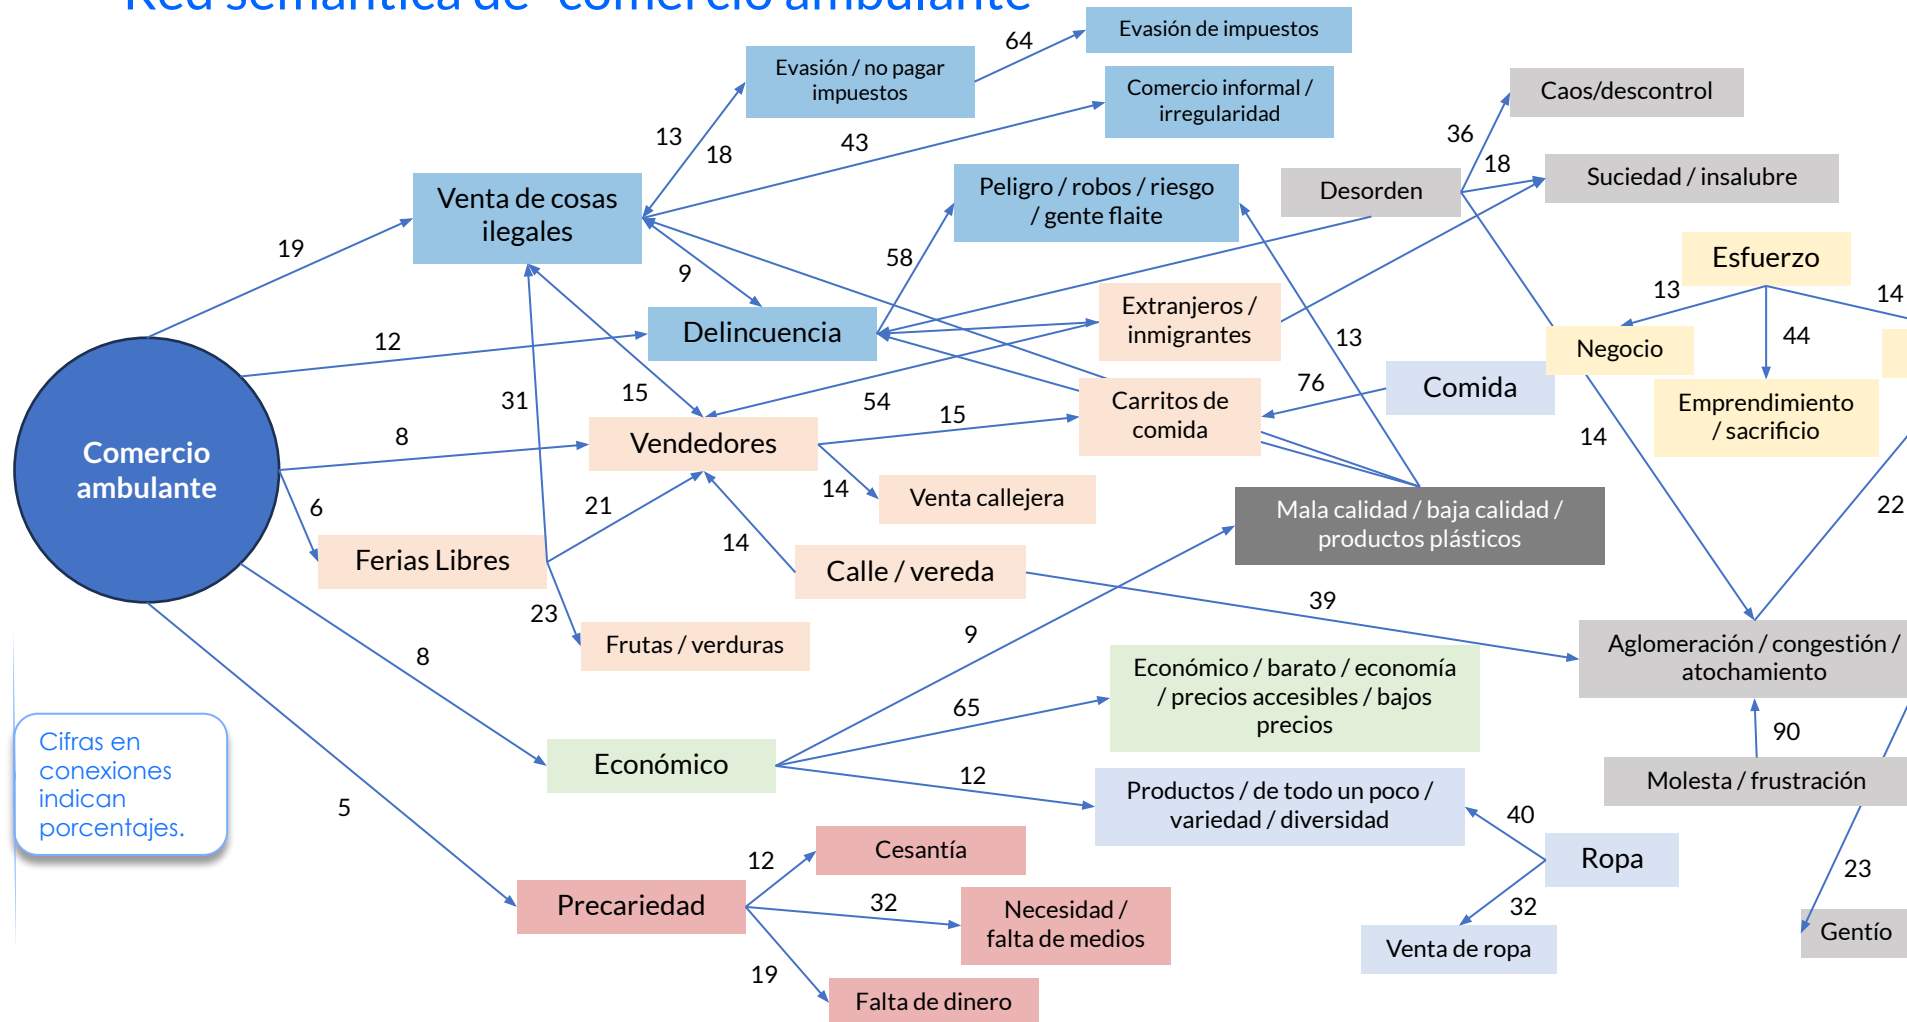 Red semántica de "comercio ambulante"
Evasión de impuestos
64
Evasión / no pagar
impuestos
Comercio informal /
irregularidad
Caos/descontrol
13
18
43
36
18
Peligro / robos / riesgo
/ gente flaite
Desorden
Suciedad / insalubre
Venta de cosas
ilegales
19
9
58
Esfuerzo
13
14
44
Extranjeros /
inmigrantes
Delincuencia
12
13
Negocio
Comida
76
31
15
54
15
Carritos de
comida
Emprendimiento
/ sacrificio
Vendedores
8
14
Comercio
ambulante
14
Venta callejera
22
6
21
Mala calidad / baja calidad /
productos plásticos
14
Ferias Libres
Calle / vereda
39
23
Frutas / verduras
9
8
Aglomeración / congestión /
atochamiento
Económico / barato / economía
/ precios accesibles / bajos
precios
65
90
Cifras en
conexiones
indican
porcentajes.
Económico
12
Molesta / frustración
Productos / de todo un poco /
variedad / diversidad
5
40
Cesantía
12
Ropa
23
Precariedad
32
Necesidad /
falta de medios
32
Gentío
Venta de ropa
19
Falta de dinero